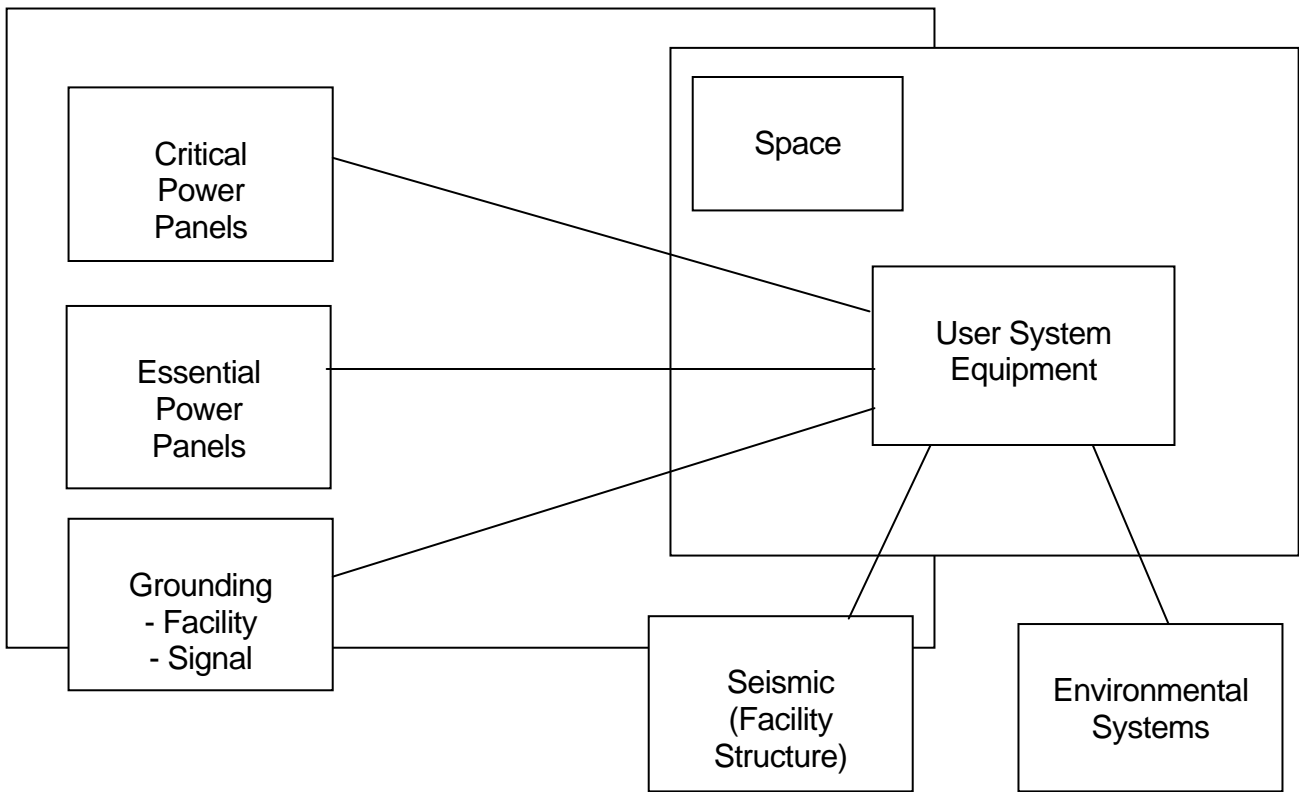 Critical
Power
Panels
Space
User System
Equipment
Essential
Power
Panels
Grounding
- Facility
- Signal
Seismic
(Facility
Structure)
Environmental
Systems